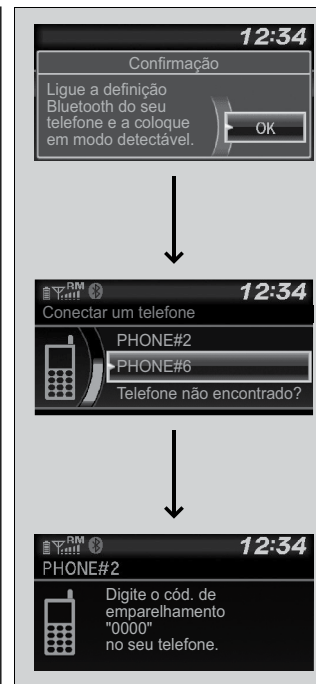 12:34
Confirmação
Ligue a definição
Bluetooth do seu
telefone e a coloque
em modo detectável.
OK
RM
12:34
Conectar um telefone
PHONE#2
PHONE#6
Telefone não encontrado?
RM
12:34
PHONE#2
Digite o cód. de
emparelhamento
"0000"
no seu telefone.